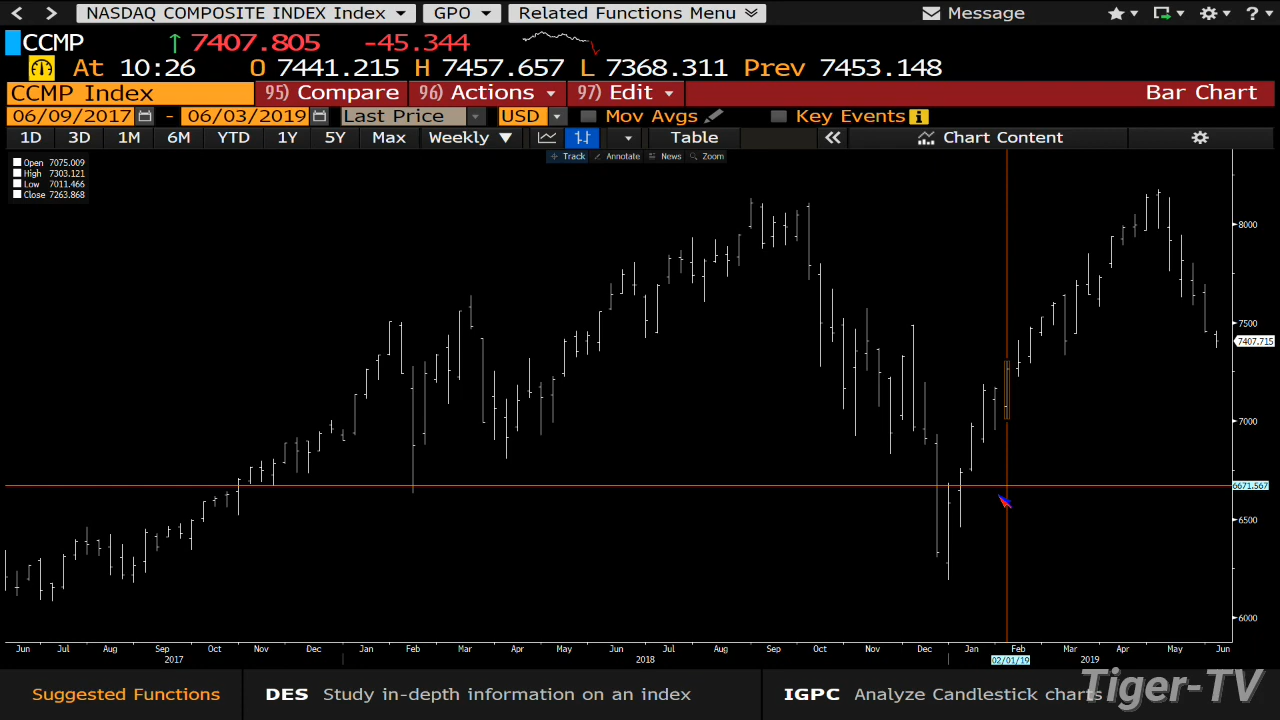 NASDAQ COMPOSITE INDEX Index GPO Related Functions Menu Message ?
CCMP 7407.805 -45.344
At 10:26 O 7441.215 H 7457.657 L 7368.311 Prev 7453.148
CCMP Index 95) Compare 96) Actions 97) Edit Bar Chart
06/09/2017 - 06/03/2019 Last Price USD Mov Avgs Key Events
1D 3D 1M 6M YTD 1Y 5Y Max Weekly Table Chart Content
Track Annotate News Zoom
Open 7075.009
High 7303.121
Low 7011.466
Close 7263.868
8000
7500
7407.715
7000
6671.567
6500
6000
Jun Jul Aug Sep Oct Nov Dec Jan Feb Mar Apr May Jun Jul Aug Sep Oct Nov Dec Jan Feb Mar Apr May Jun
2017 2018 02/01/19 2019
Suggested Functions DES Study in-depth information on an index IGPC Analyze Candlestick charts
Tiger-TV